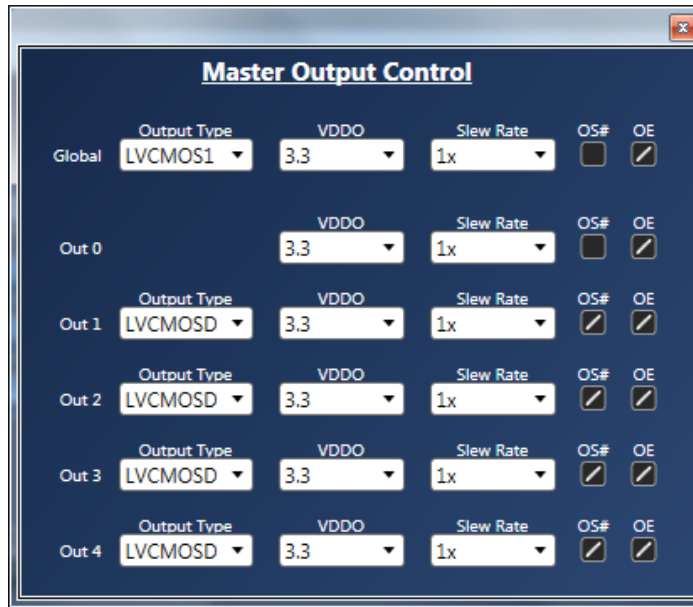 Master Output Control
Output Type VDDO Slew Rate OS# OE
Global LVCMOS1 3.3 1x
VDDO Slew Rate OS# OE
Out 0 3.3 1x
Output Type VDDO Slew Rate OS# OE
Out 1 LVCMOSD 3.3 1x
Output Type VDDO Slew Rate OS# OE
Out 2 LVCMOSD 3.3 1x
Output Type VDDO Slew Rate OS# OE
Out 3 LVCMOSD 3.3 1x
Output Type VDDO Slew Rate OS# OE
Out 4 LVCMOSD 3.3 1x